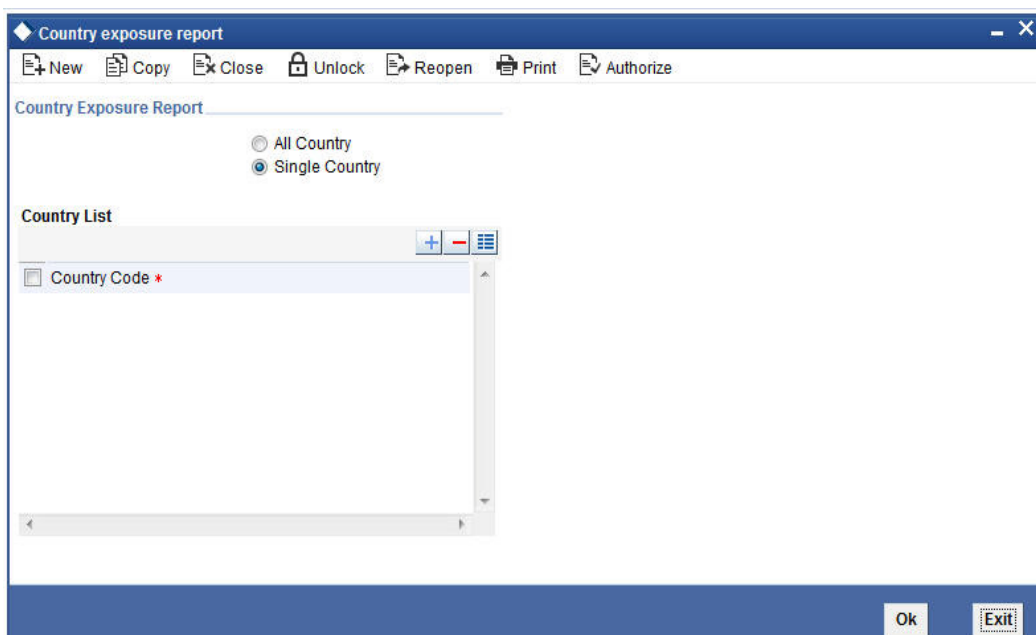 Country exposure report
New Copy Close Unlock Reopen Print Authorize
Country Exposure Report
All Country
Single Country
Country List
Country Code *
Ok Exit